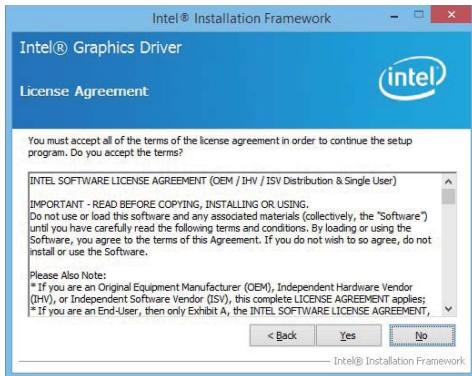 Intel® Installation Framework
Intel® Graphics Driver
License Agreement
intel
You must accept all of the terms of the license agreement in order to continue the setup
program. Do you accept the terms?
INTEL SOFTWARE LICENSE AGREEMENT (OEM / IHV / ISV Distribution & Single User)
IMPORTANT - READ BEFORE COPYING, INSTALLING OR USING.
Do not use or load this software and any associated materials (collectively, the "Software")
until you have carefully read the following terms and conditions. By loading or using the
Software, you agree to the terms of this Agreement. If you do not wish to so agree, do not
install or use the Software.
Please Also Note:
* If you are an Original Equipment Manufacturer (OEM), Independent Hardware Vendor
(IHV), or Independent Software Vendor (ISV), this complete LICENSE AGREEMENT applies;
* If you are an End-User, then only Exhibit A, the INTEL SOFTWARE LICENSE AGREEMENT,
< Back Yes No
Intel® Installation Framework